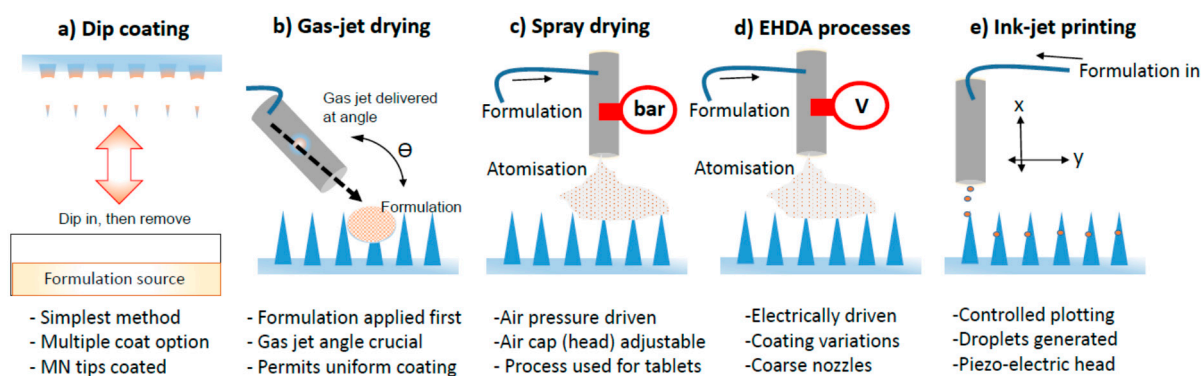 a) Dip coating
Dip in, then remove
Formulation source
- Simplest method
- Multiple coat option
- MN tips coated
b) Gas-jet drying
Gas jet delivered
at angle
Ө
Formulation
- Formulation applied first
- Gas jet angle crucial
- Permits uniform coating
c) Spray drying
Formulation
bar
Atomisation
-Air pressure driven
-Air cap (head) adjustable
- Process used for tablets
d) EHDA processes
Formulation
V
Atomisation
-Electrically driven
-Coating variations
-Coarse nozzles
e) Ink-jet printing
Formulation in
x
y
-Controlled plotting
-Droplets generated
-Piezo-electric head